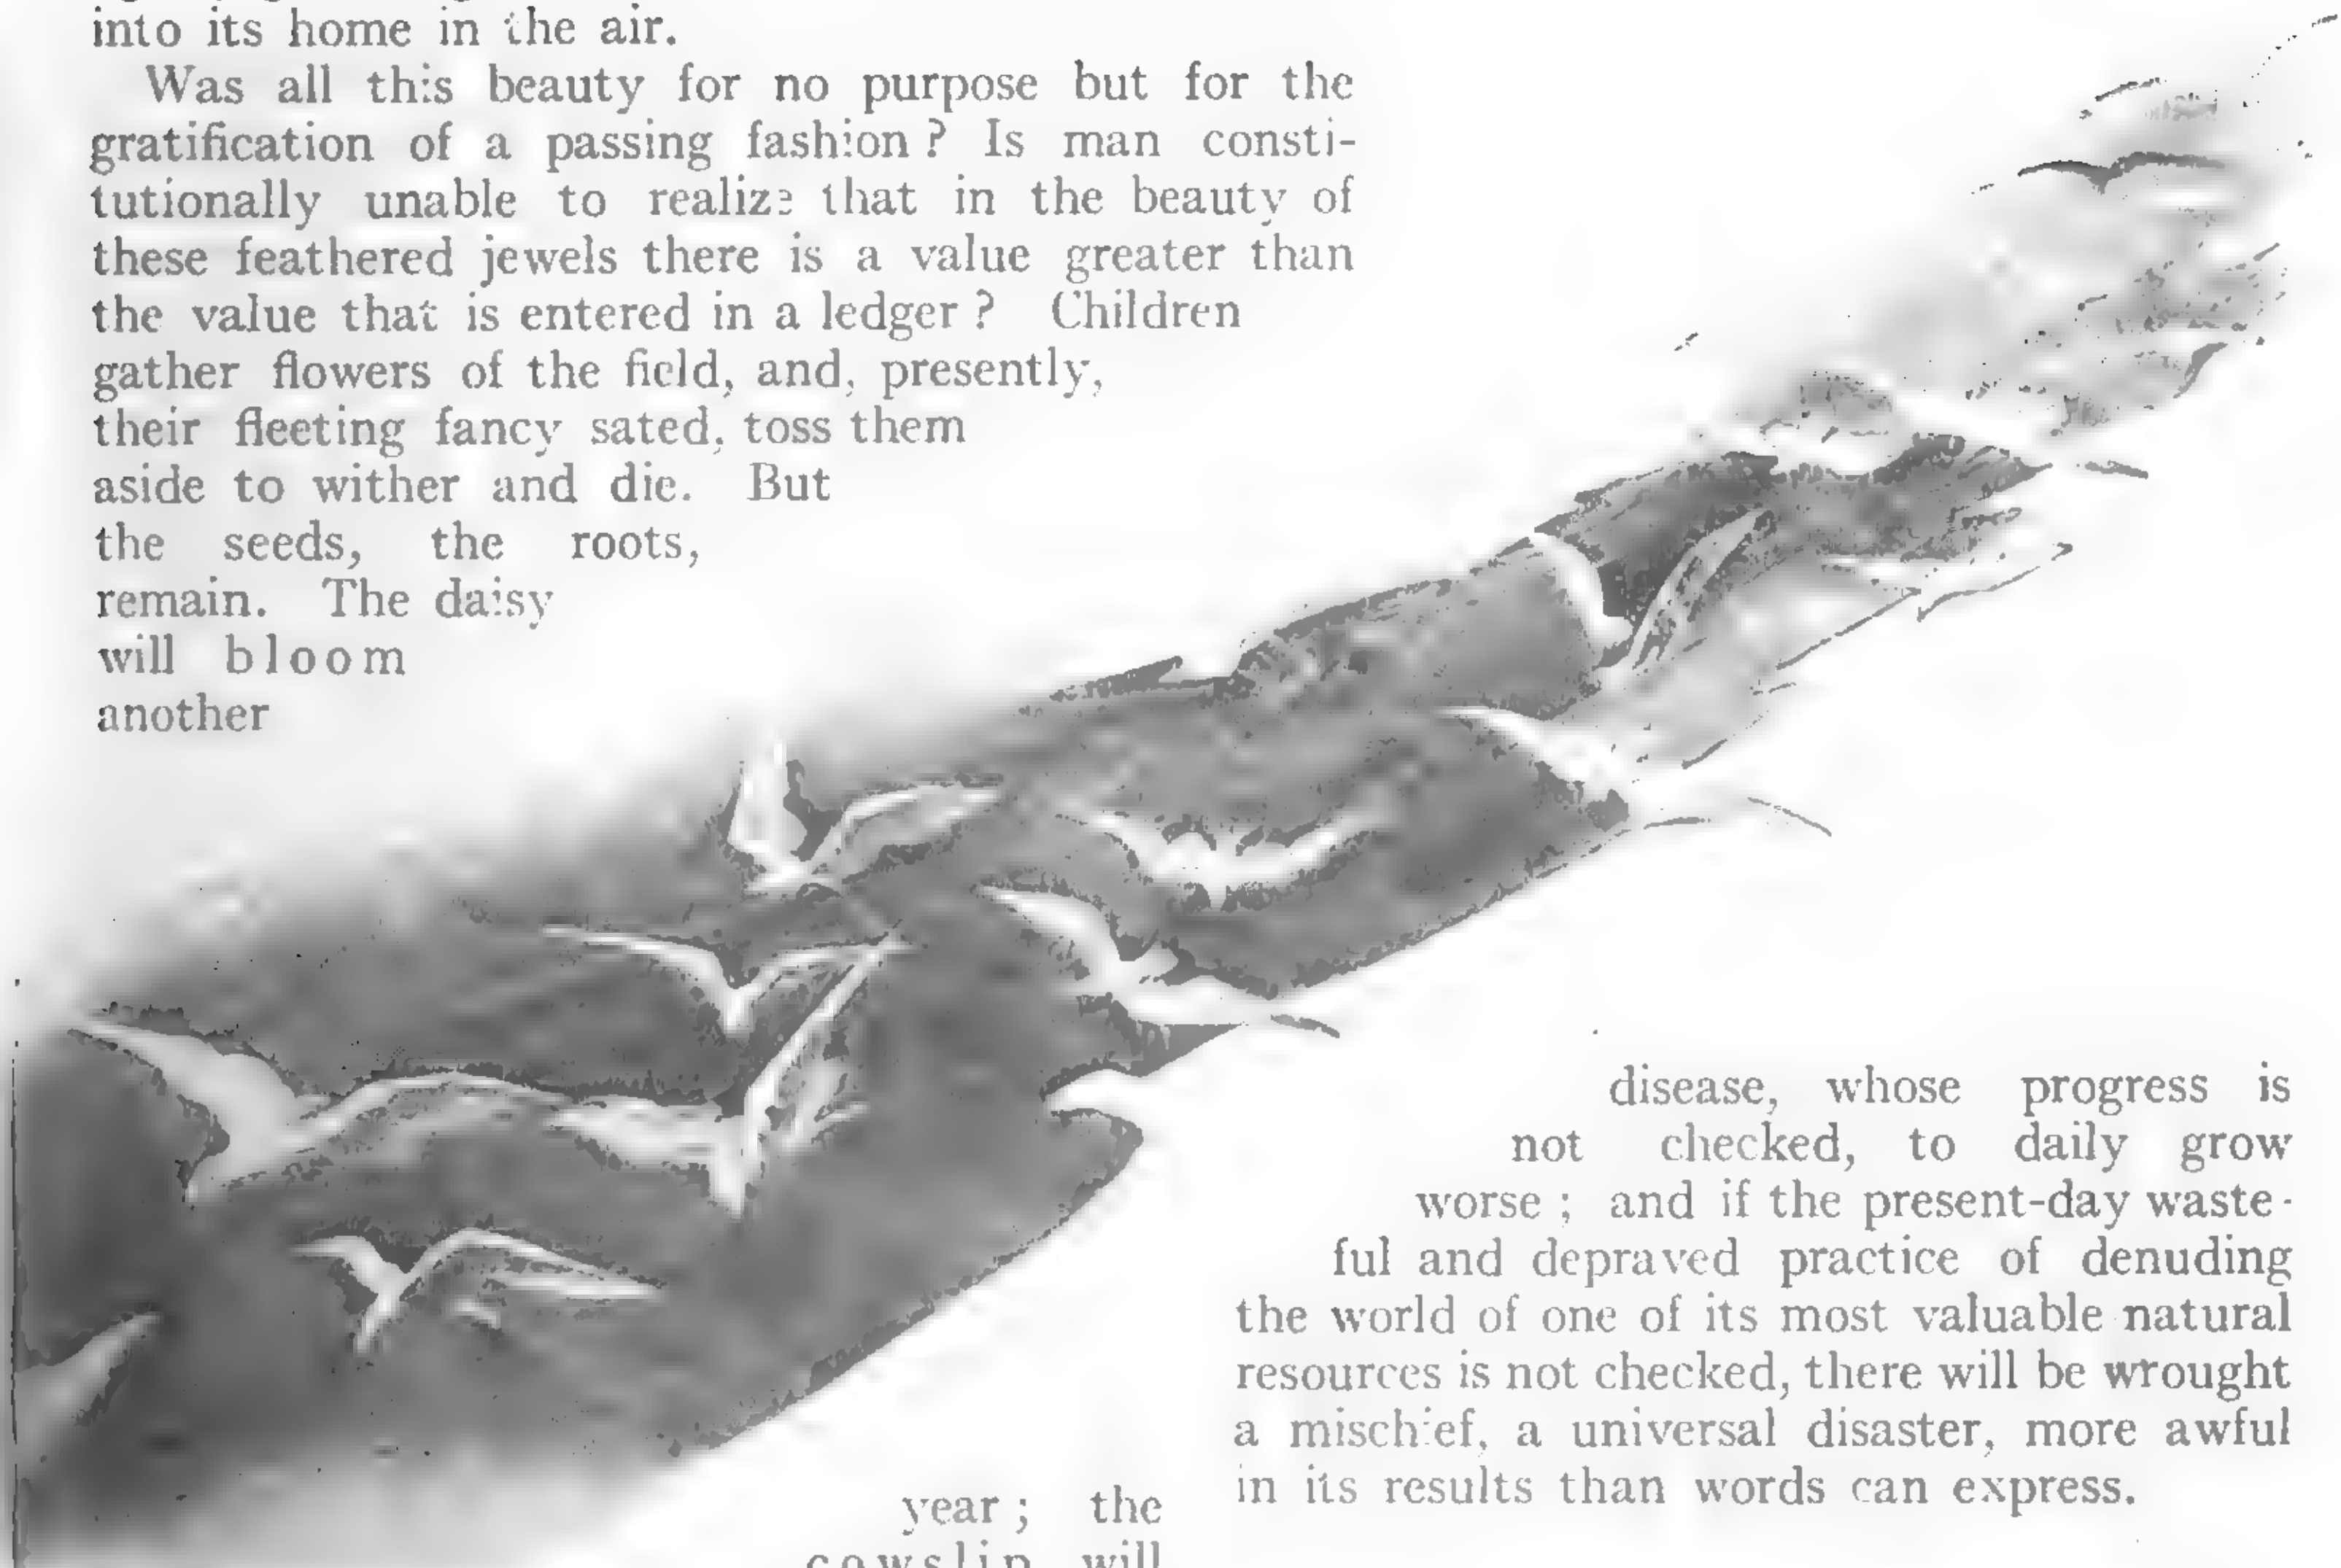 into its home in the air.
Was all this beauty for no purpose but for the
gratification of a passing fashion? Is man consti-
tutionally unable to realize that in the beauty of
these feathered jewels there is a value greater than
the value that is entered in a ledger? Children
gather flowers of the field, and, presently,
their fleeting fancy sated, toss them
aside to wither and die. But
the seeds, the roots,
remain. The daisy
will bloom
another
year; the
cowslip will
disease, whose progress is
not checked, to daily grow
worse; and if the present-day waste-
ful and depraved practice of denuding
the world of one of its most valuable natural
resources is not checked, there will be wrought
a mischief, a universal disaster, more awful
in its results than words can express.